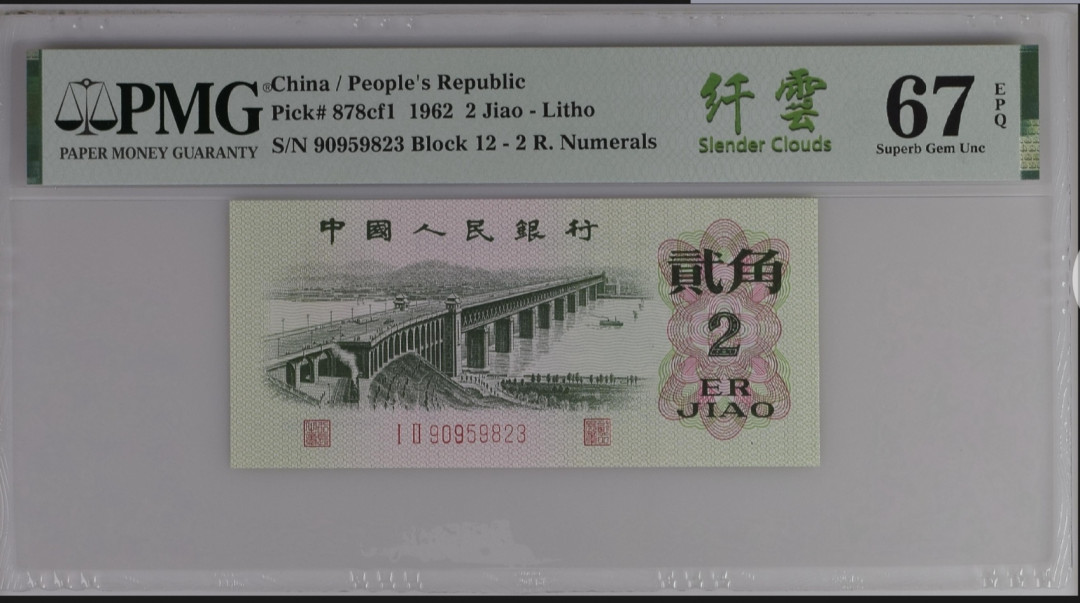 PMG®
PAPER MONEY GUARANTY
China / People's Republic
Pick# 878cf1 1962 2 Jiao - Litho
S/N 90959823 Block 12 - 2 R. Numerals
纤雲
Slender Clouds
67
EPQ
Superb Gem Unc
中國人民銀行
貳角
2
ER
JIAO
I II 90959823